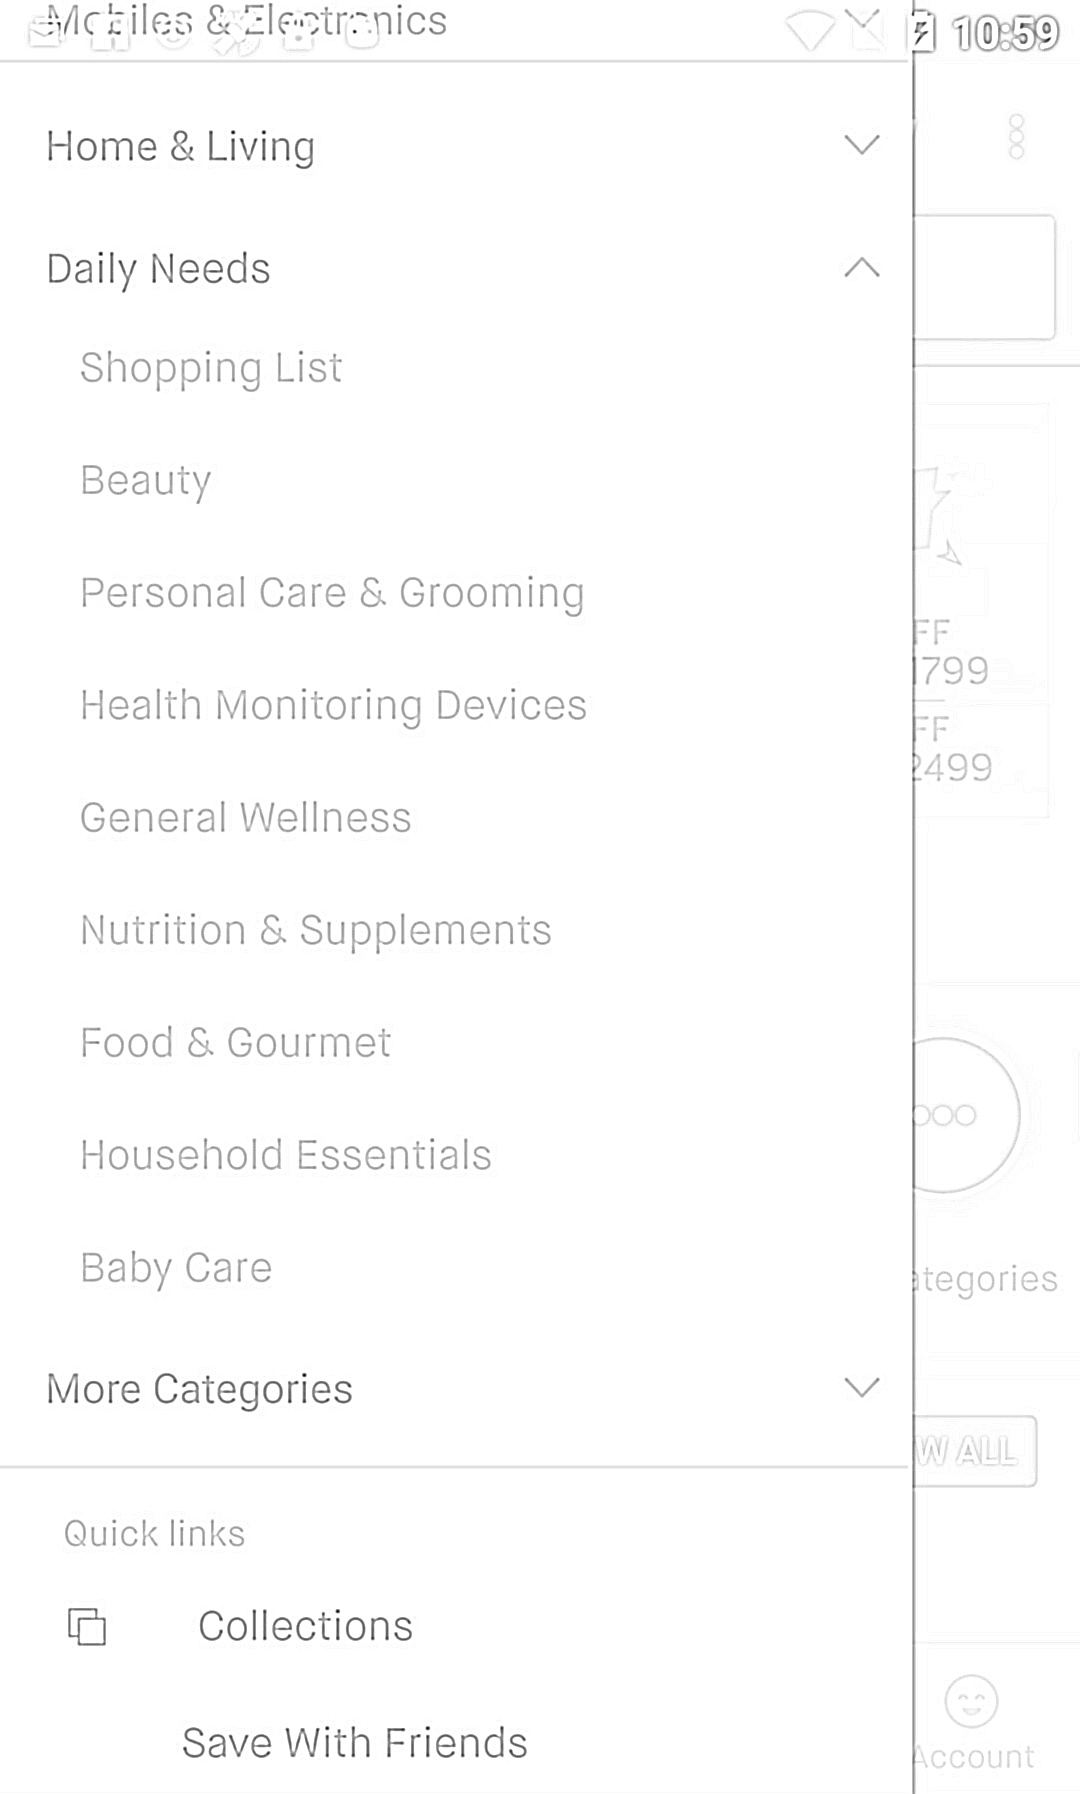 Mobiles & Electronics
10:59
Home & Living
Daily Needs
Shopping List
Beauty
Personal Care & Grooming
FF
1799
Health Monitoring Devices
FF
2499
General Wellness
Nutrition & Supplements
Food & Gourmet
Household Essentials
Baby Care
ategories
More Categories
W ALL
Quick links
Collections
Save With Friends
Account